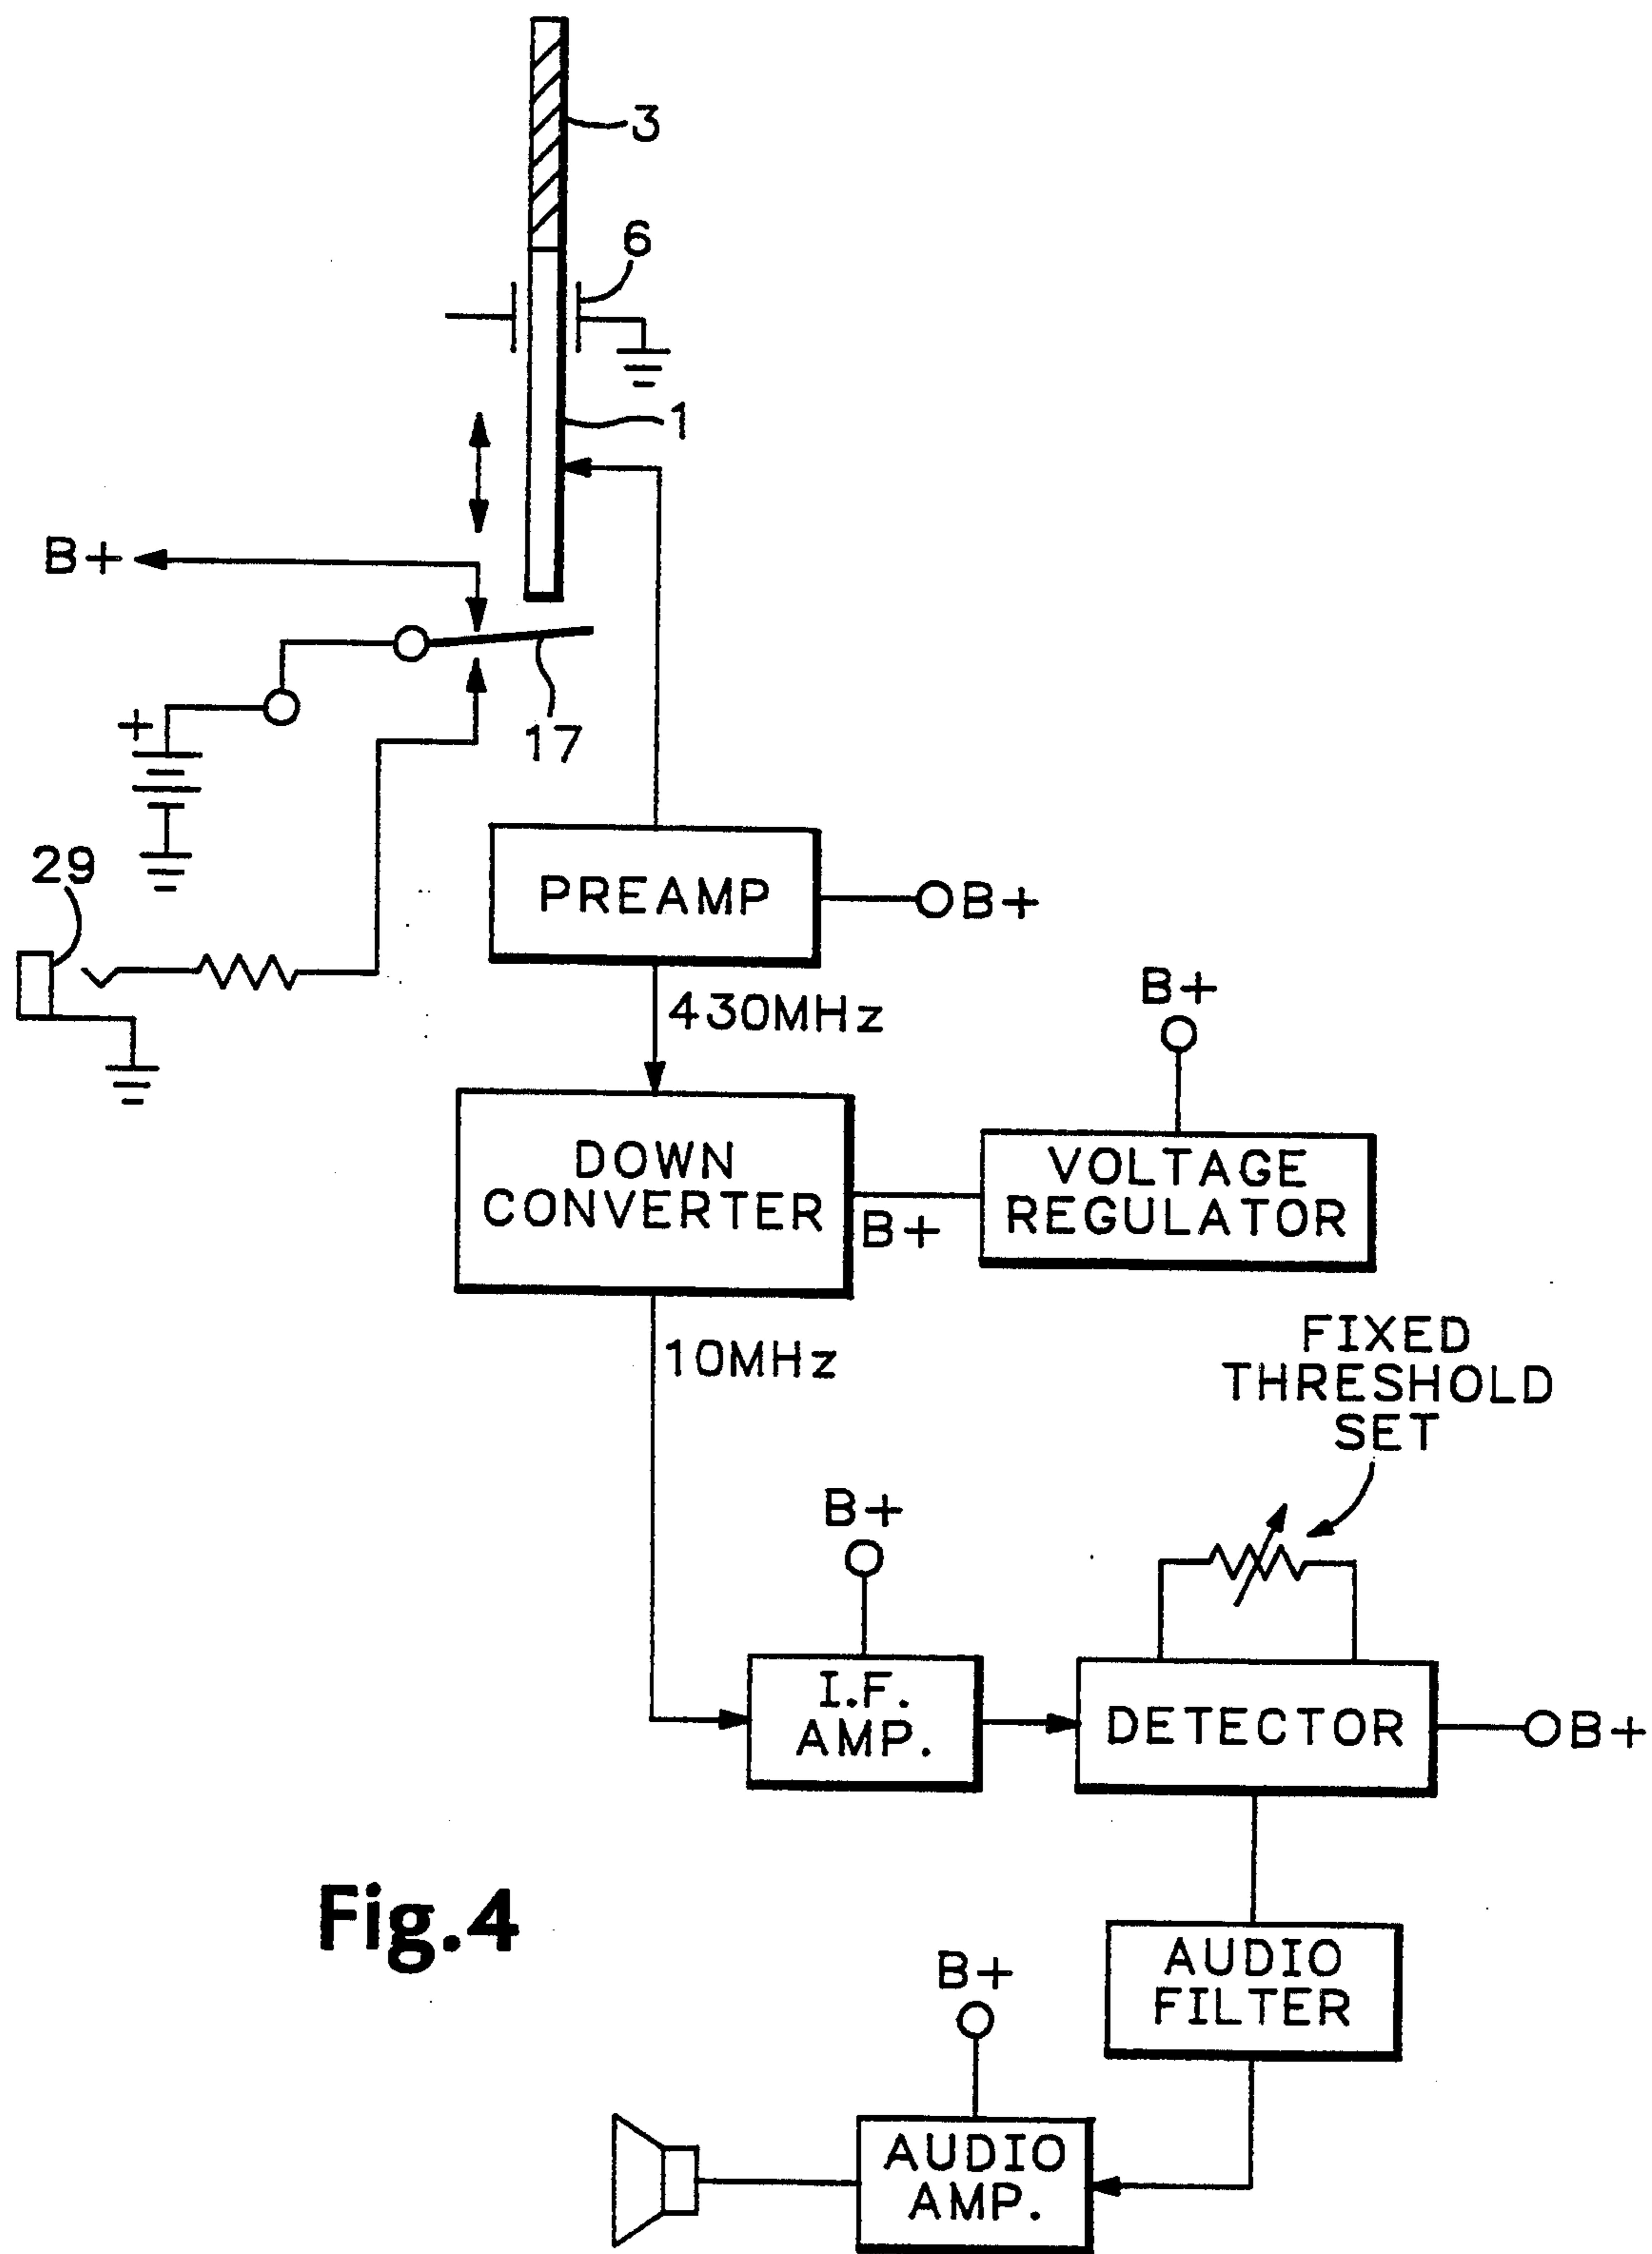 3
6
1
B+
17
+
29
PREAMP
B+
430MHz
B+
DOWN
CONVERTER
B+
VOLTAGE
REGULATOR
10MHz
FIXED
THRESHOLD
SET
B+
I.F.
AMP.
DETECTOR
B+
Fig.4
AUDIO
FILTER
B+
AUDIO
AMP.